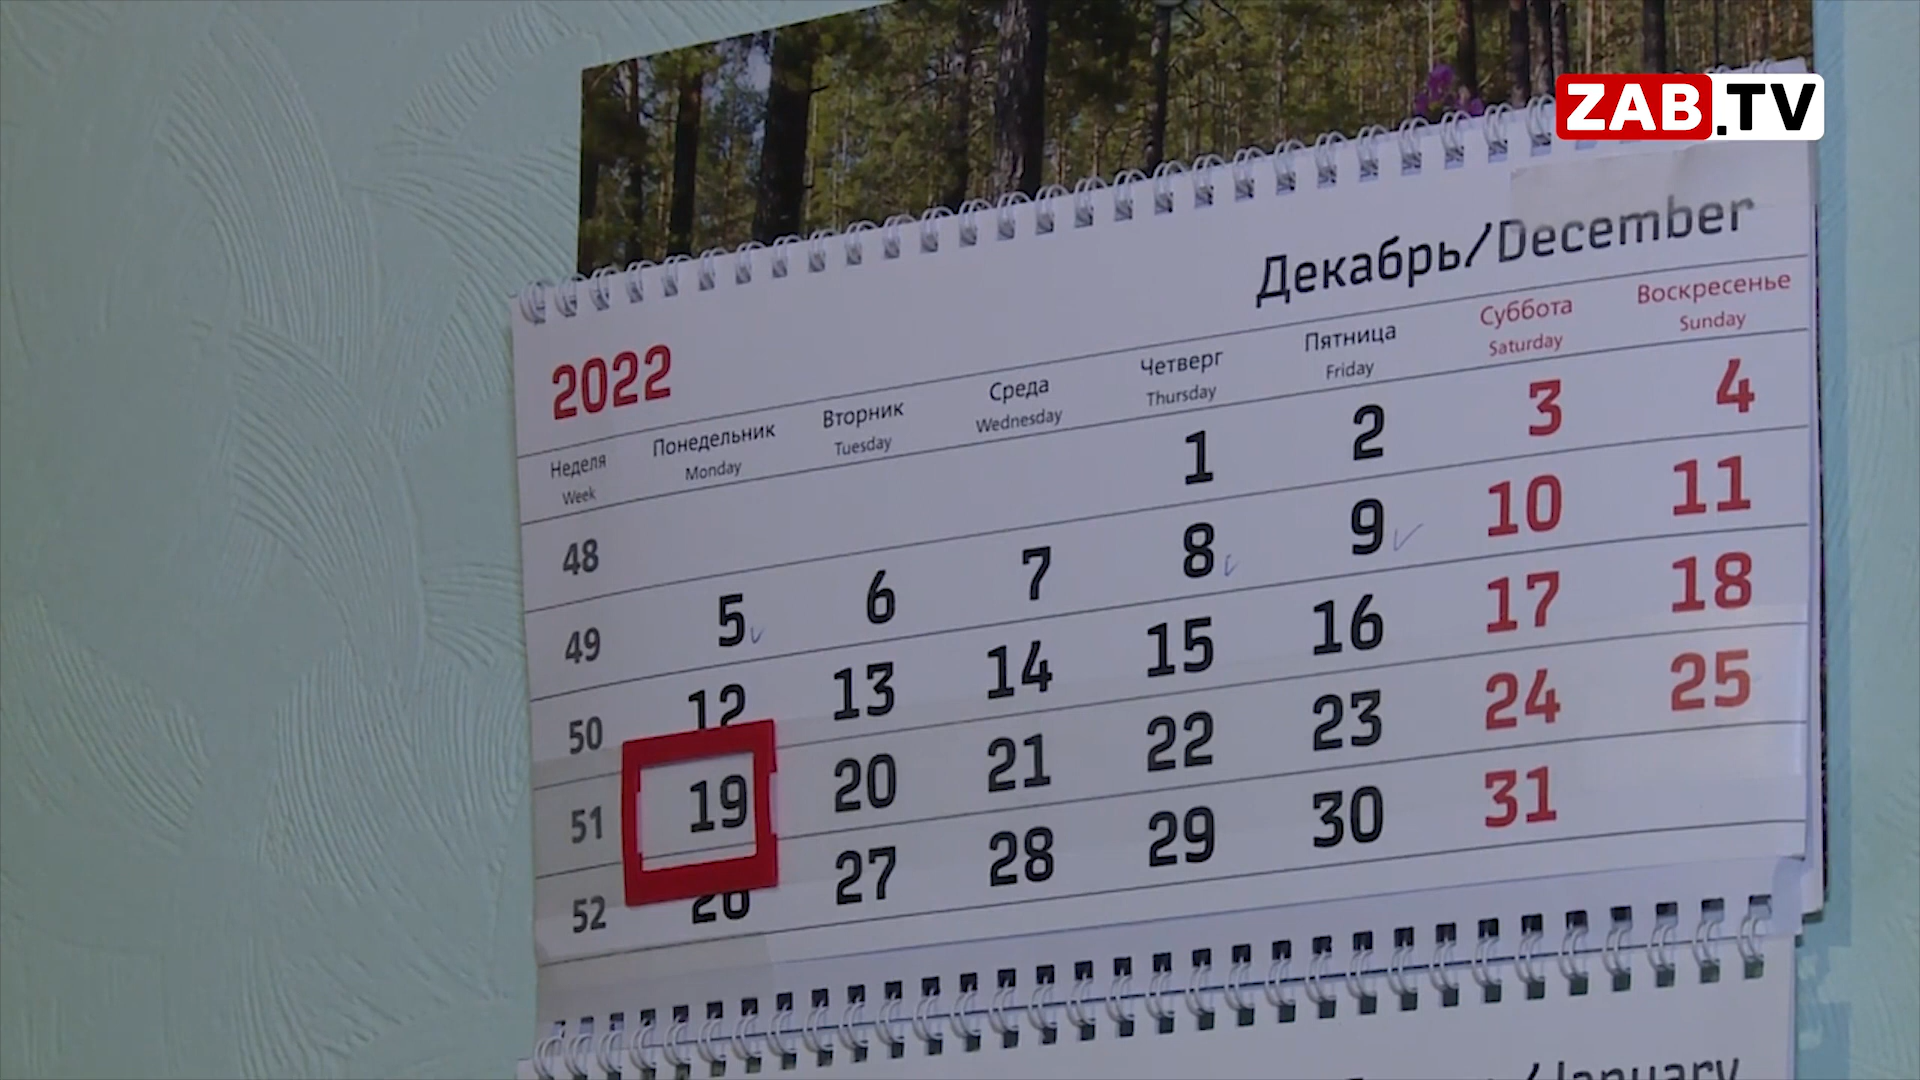 ZAB.TV
Декабрь/December
2022
Неделя Понедельник Вторник Среда Четверг Пятница Суббота Воскресенье
Week Monday Tuesday Wednesday Thursday Friday Saturday Sunday
48 1 2 3 4
49 5 6 7 8 9 10 11
50 12 13 14 15 16 17 18
51 19 20 21 22 23 24 25
52 26 27 28 29 30 31
/January